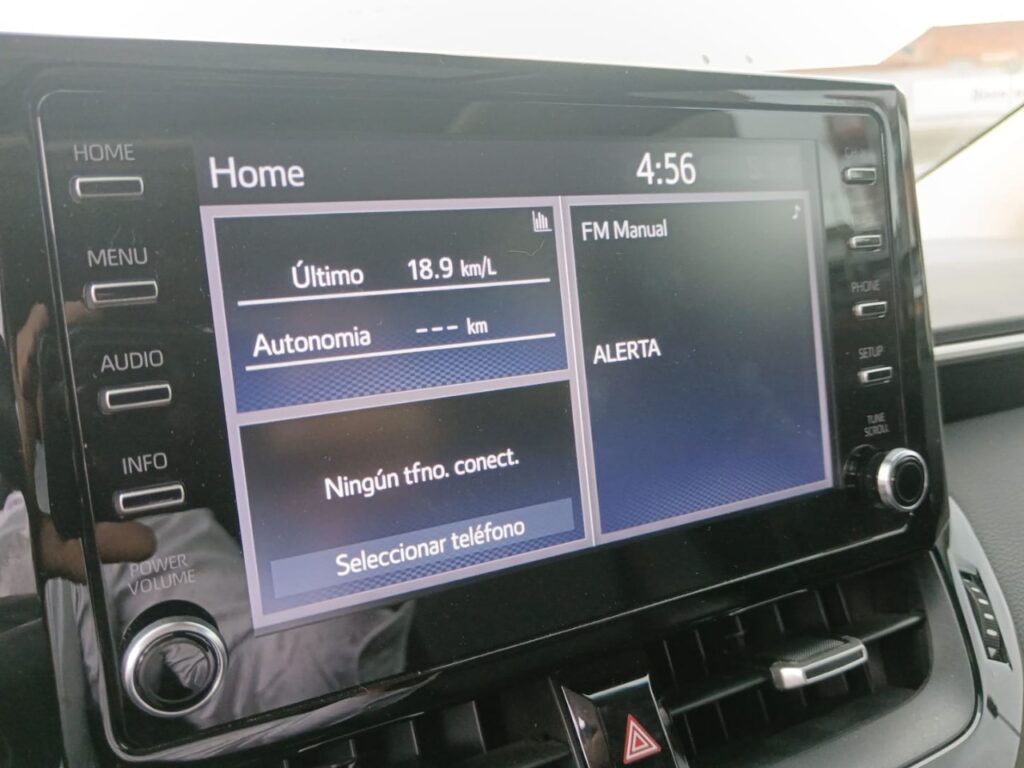 HOME
MENU
AUDIO
INFO
POWER
VOLUME
Home
4:56
Último 18.9 km/L
Autonomia --- km
Ningún tfno. conect.
Seleccionar teléfono
FM Manual
ALERTA
PHONE
SETUP
TUNE
SCROLL